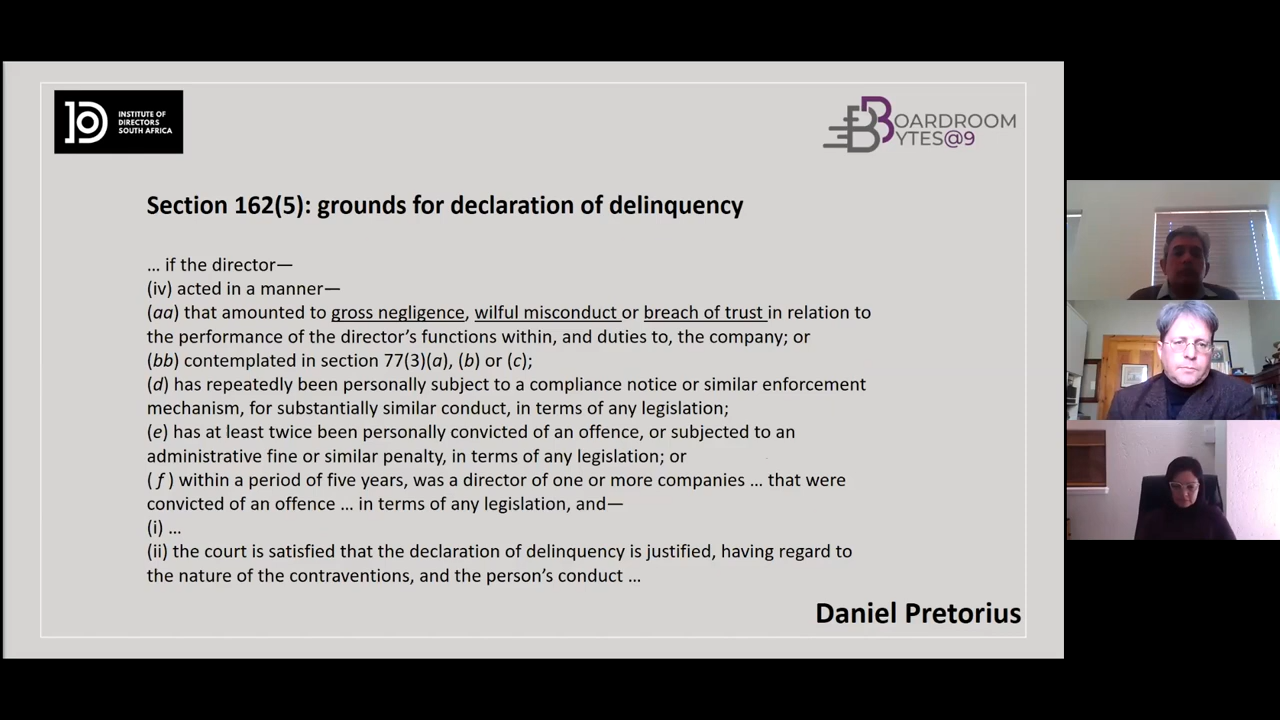 INSTITUTE OF
DIRECTORS
SOUTH AFRICA
BOARDROOM
BYTES@9
Section 162(5): grounds for declaration of delinquency
… if the director—
(iv) acted in a manner—
(aa) that amounted to gross negligence, wilful misconduct or breach of trust in relation to
the performance of the director’s functions within, and duties to, the company; or
(bb) contemplated in section 77(3)(a), (b) or (c);
(d) has repeatedly been personally subject to a compliance notice or similar enforcement
mechanism, for substantially similar conduct, in terms of any legislation;
(e) has at least twice been personally convicted of an offence, or subjected to an
administrative fine or similar penalty, in terms of any legislation; or
( f ) within a period of five years, was a director of one or more companies … that were
convicted of an offence … in terms of any legislation, and—
(i) …
(ii) the court is satisfied that the declaration of delinquency is justified, having regard to
the nature of the contraventions, and the person’s conduct …
Daniel Pretorius